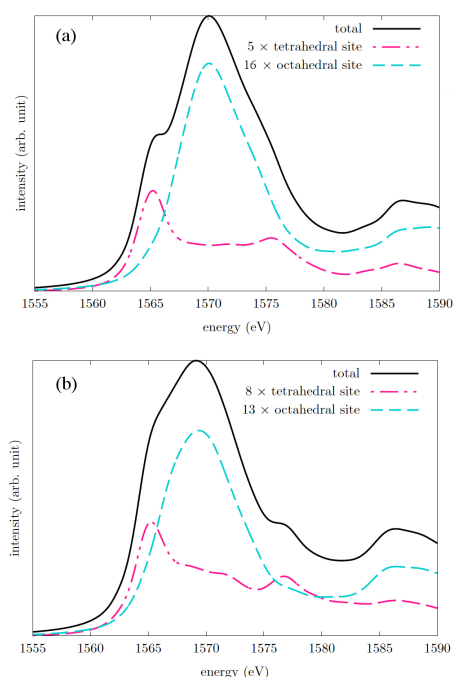 (a)
total
5 × tetrahedral site
16 × octahedral site
intensity (arb. unit)
1555 1560 1565 1570 1575 1580 1585 1590
energy (eV)
(b)
total
8 × tetrahedral site
13 × octahedral site
intensity (arb. unit)
1555 1560 1565 1570 1575 1580 1585 1590
energy (eV)